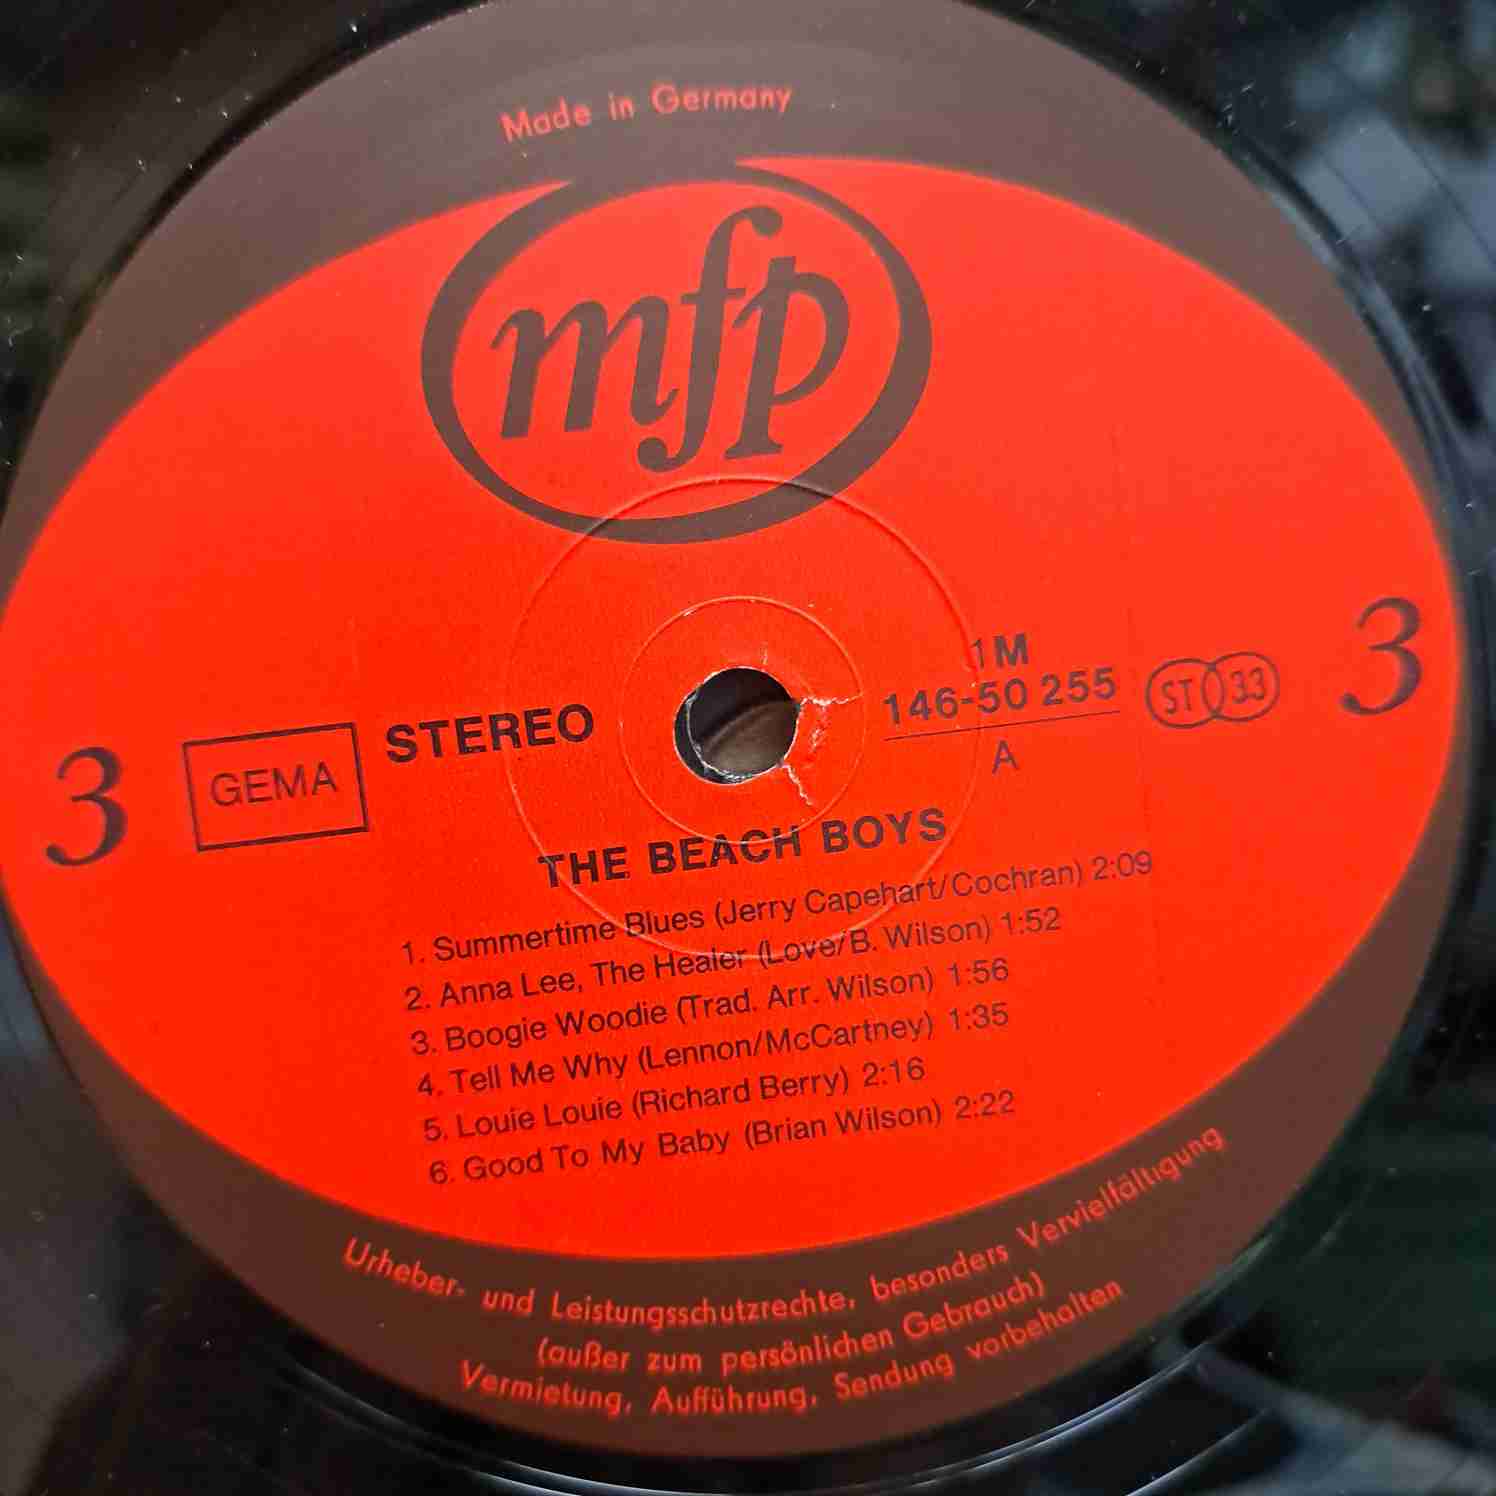 Made in Germany
mfp
1M
146-50 255
A
ST 33
3
3
GEMA
STEREO
THE BEACH BOYS
1. Summertime Blues (Jerry Capehart/Cochran) 2:09
2. Anna Lee, The Healer (Love/B. Wilson) 1:52
3. Boogie Woodie (Trad. Arr. Wilson) 1:56
4. Tell Me Why (Lennon/McCartney) 1:35
5. Louie Louie (Richard Berry) 2:16
6. Good To My Baby (Brian Wilson) 2:22
Urheber- und Leistungsschutzrechte, besonders Vervielfältigung
(außer zum persönlichen Gebrauch)
Vermietung, Aufführung, Sendung vorbehalten